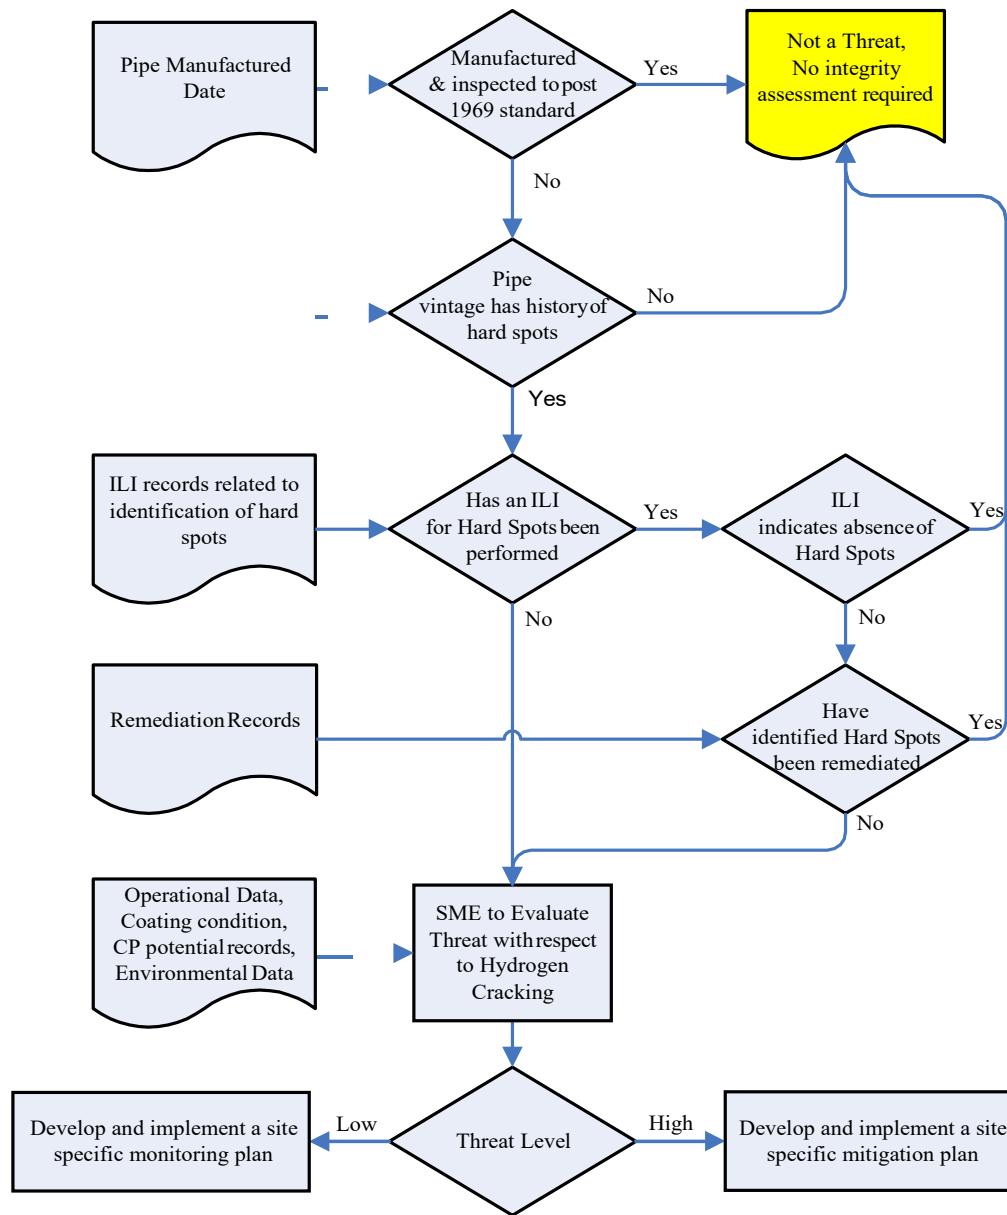 Pipe Manufactured
Date
Manufactured
& inspected to post
1969 standard
Yes
Not a Threat,
No integrity
assessment required
No
Pipe
vintage has history of
hard spots
No
Yes
ILI records related to
identification of hard
spots
Has an ILI
for Hard Spots been
performed
Yes
ILI
indicates absence of
Hard Spots
Yes
No
No
Remediation Records
Have
identified Hard Spots
been remediated
Yes
No
Operational Data,
Coating condition,
CP potential records,
Environmental Data
SME to Evaluate
Threat with respect
to Hydrogen
Cracking
Develop and implement a site
specific monitoring plan
Low
Threat Level
High
Develop and implement a site
specific mitigation plan